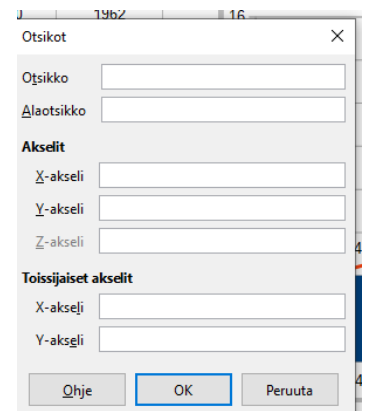 1962
16
Otsikot
Otsikko
Alaotsikko
Akselit
X-akseli
Y-akseli
Z-akseli
Toissijaiset akselit
X-akseli
Y-akseli
Ohje OK Peruuta